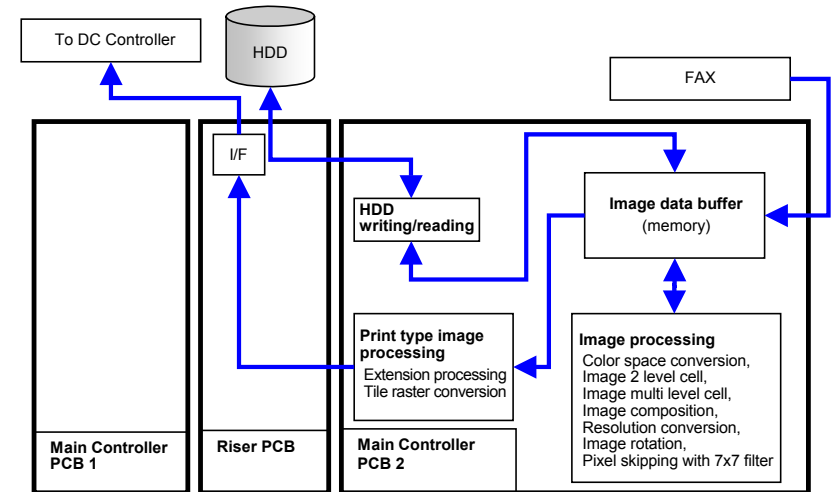 To DC Controller
HDD
FAX
I/F
HDD
writing/reading
Image data buffer
(memory)
Print type image
processing
Extension processing
Tile raster conversion
Image processing
Color space conversion,
Image 2 level cell,
Image multi level cell,
Image composition,
Resolution conversion,
Image rotation,
Pixel skipping with 7x7 filter
Main Controller
PCB 1
Riser PCB
Main Controller
PCB 2